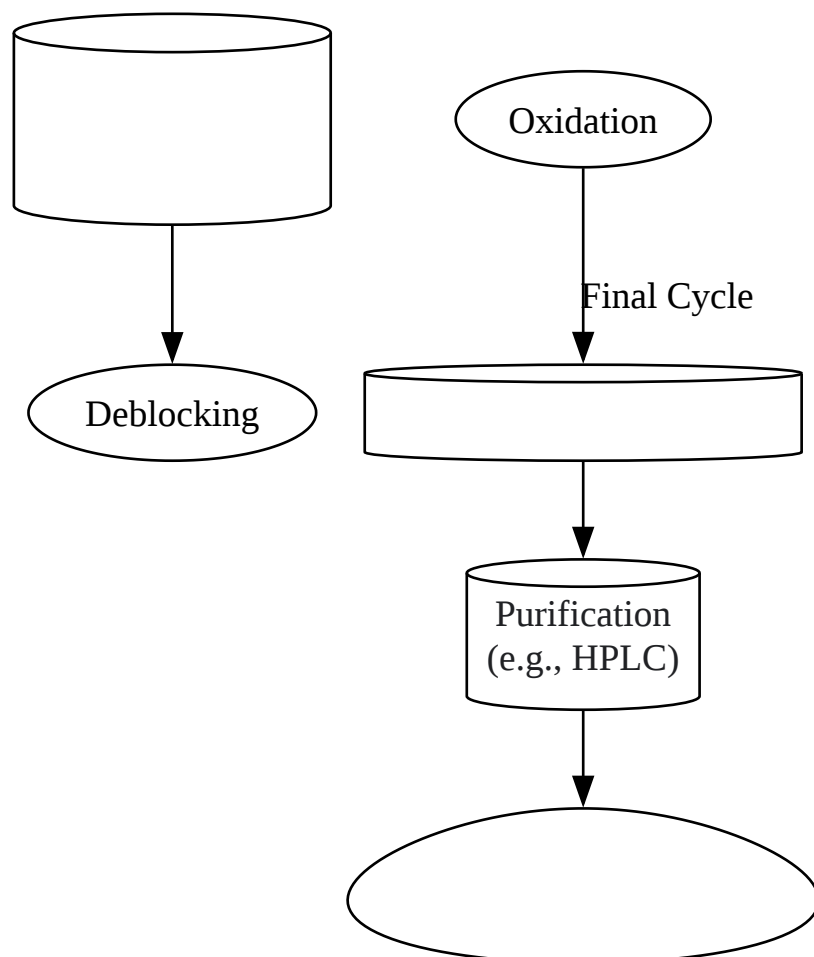 Oxidation
Final Cycle
Deblocking
Purification
(e.g., HPLC)